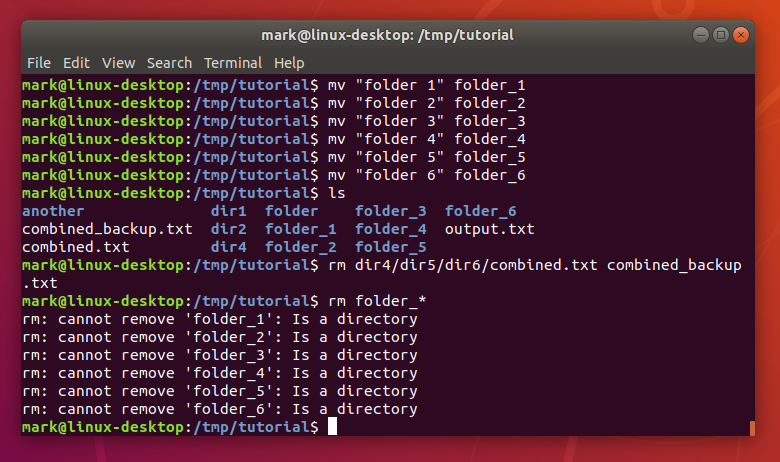 mark@linux-desktop: /tmp/tutorial
File Edit View Search Terminal Help
mark@linux-desktop:/tmp/tutorial$ mv "folder 1" folder_1
mark@linux-desktop:/tmp/tutorial$ mv "folder 2" folder_2
mark@linux-desktop:/tmp/tutorial$ mv "folder 3" folder_3
mark@linux-desktop:/tmp/tutorial$ mv "folder 4" folder_4
mark@linux-desktop:/tmp/tutorial$ mv "folder 5" folder_5
mark@linux-desktop:/tmp/tutorial$ mv "folder 6" folder_6
mark@linux-desktop:/tmp/tutorial$ ls
another              dir1  folder    folder_3  folder_6
combined_backup.txt  dir2  folder_1  folder_4  output.txt
combined.txt         dir4  folder_2  folder_5
mark@linux-desktop:/tmp/tutorial$ rm dir4/dir5/dir6/combined.txt combined_backup
.txt
mark@linux-desktop:/tmp/tutorial$ rm folder_*
rm: cannot remove 'folder_1': Is a directory
rm: cannot remove 'folder_2': Is a directory
rm: cannot remove 'folder_3': Is a directory
rm: cannot remove 'folder_4': Is a directory
rm: cannot remove 'folder_5': Is a directory
rm: cannot remove 'folder_6': Is a directory
mark@linux-desktop:/tmp/tutorial$